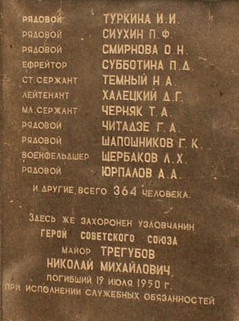 РЯДОВОЙ ТУРКИНА И.И.
РЯДОВОЙ СИУХИН П.Ф.
РЯДОВОЙ СМИРНОВА О.Н.
ЕФРЕЙТОР СУББОТИНА П.Д.
СТ.СЕРЖАНТ ТЕМНЫЙ Н.А.
ЛЕЙТЕНАНТ ХАЛЕЦКИЙ Д.Г.
МЛ.СЕРЖАНТ ЧЕРНЯК Т.А.
РЯДОВОЙ ЧИТАДЗЕ Г.А.
РЯДОВОЙ ШАПОШНИКОВ Г.К.
ВОЕНФЕЛЬДШЕР ЩЕРБАКОВ Л.Х.
РЯДОВОЙ ЮРПАЛОВ А.А.
И ДРУГИЕ, ВСЕГО 364 ЧЕЛОВЕКА.
ЗДЕСЬ ЖЕ ЗАХОРОНЕН УЗЛОВЧАНИН
ГЕРОЙ СОВЕТСКОГО СОЮЗА
МАЙОР ТРЕГУБОВ
НИКОЛАЙ МИХАЙЛОВИЧ,
ПОГИБШИЙ 19 ИЮЛЯ 1950 Г.
ПРИ ИСПОЛНЕНИИ СЛУЖЕБНЫХ ОБЯЗАННОСТЕЙ